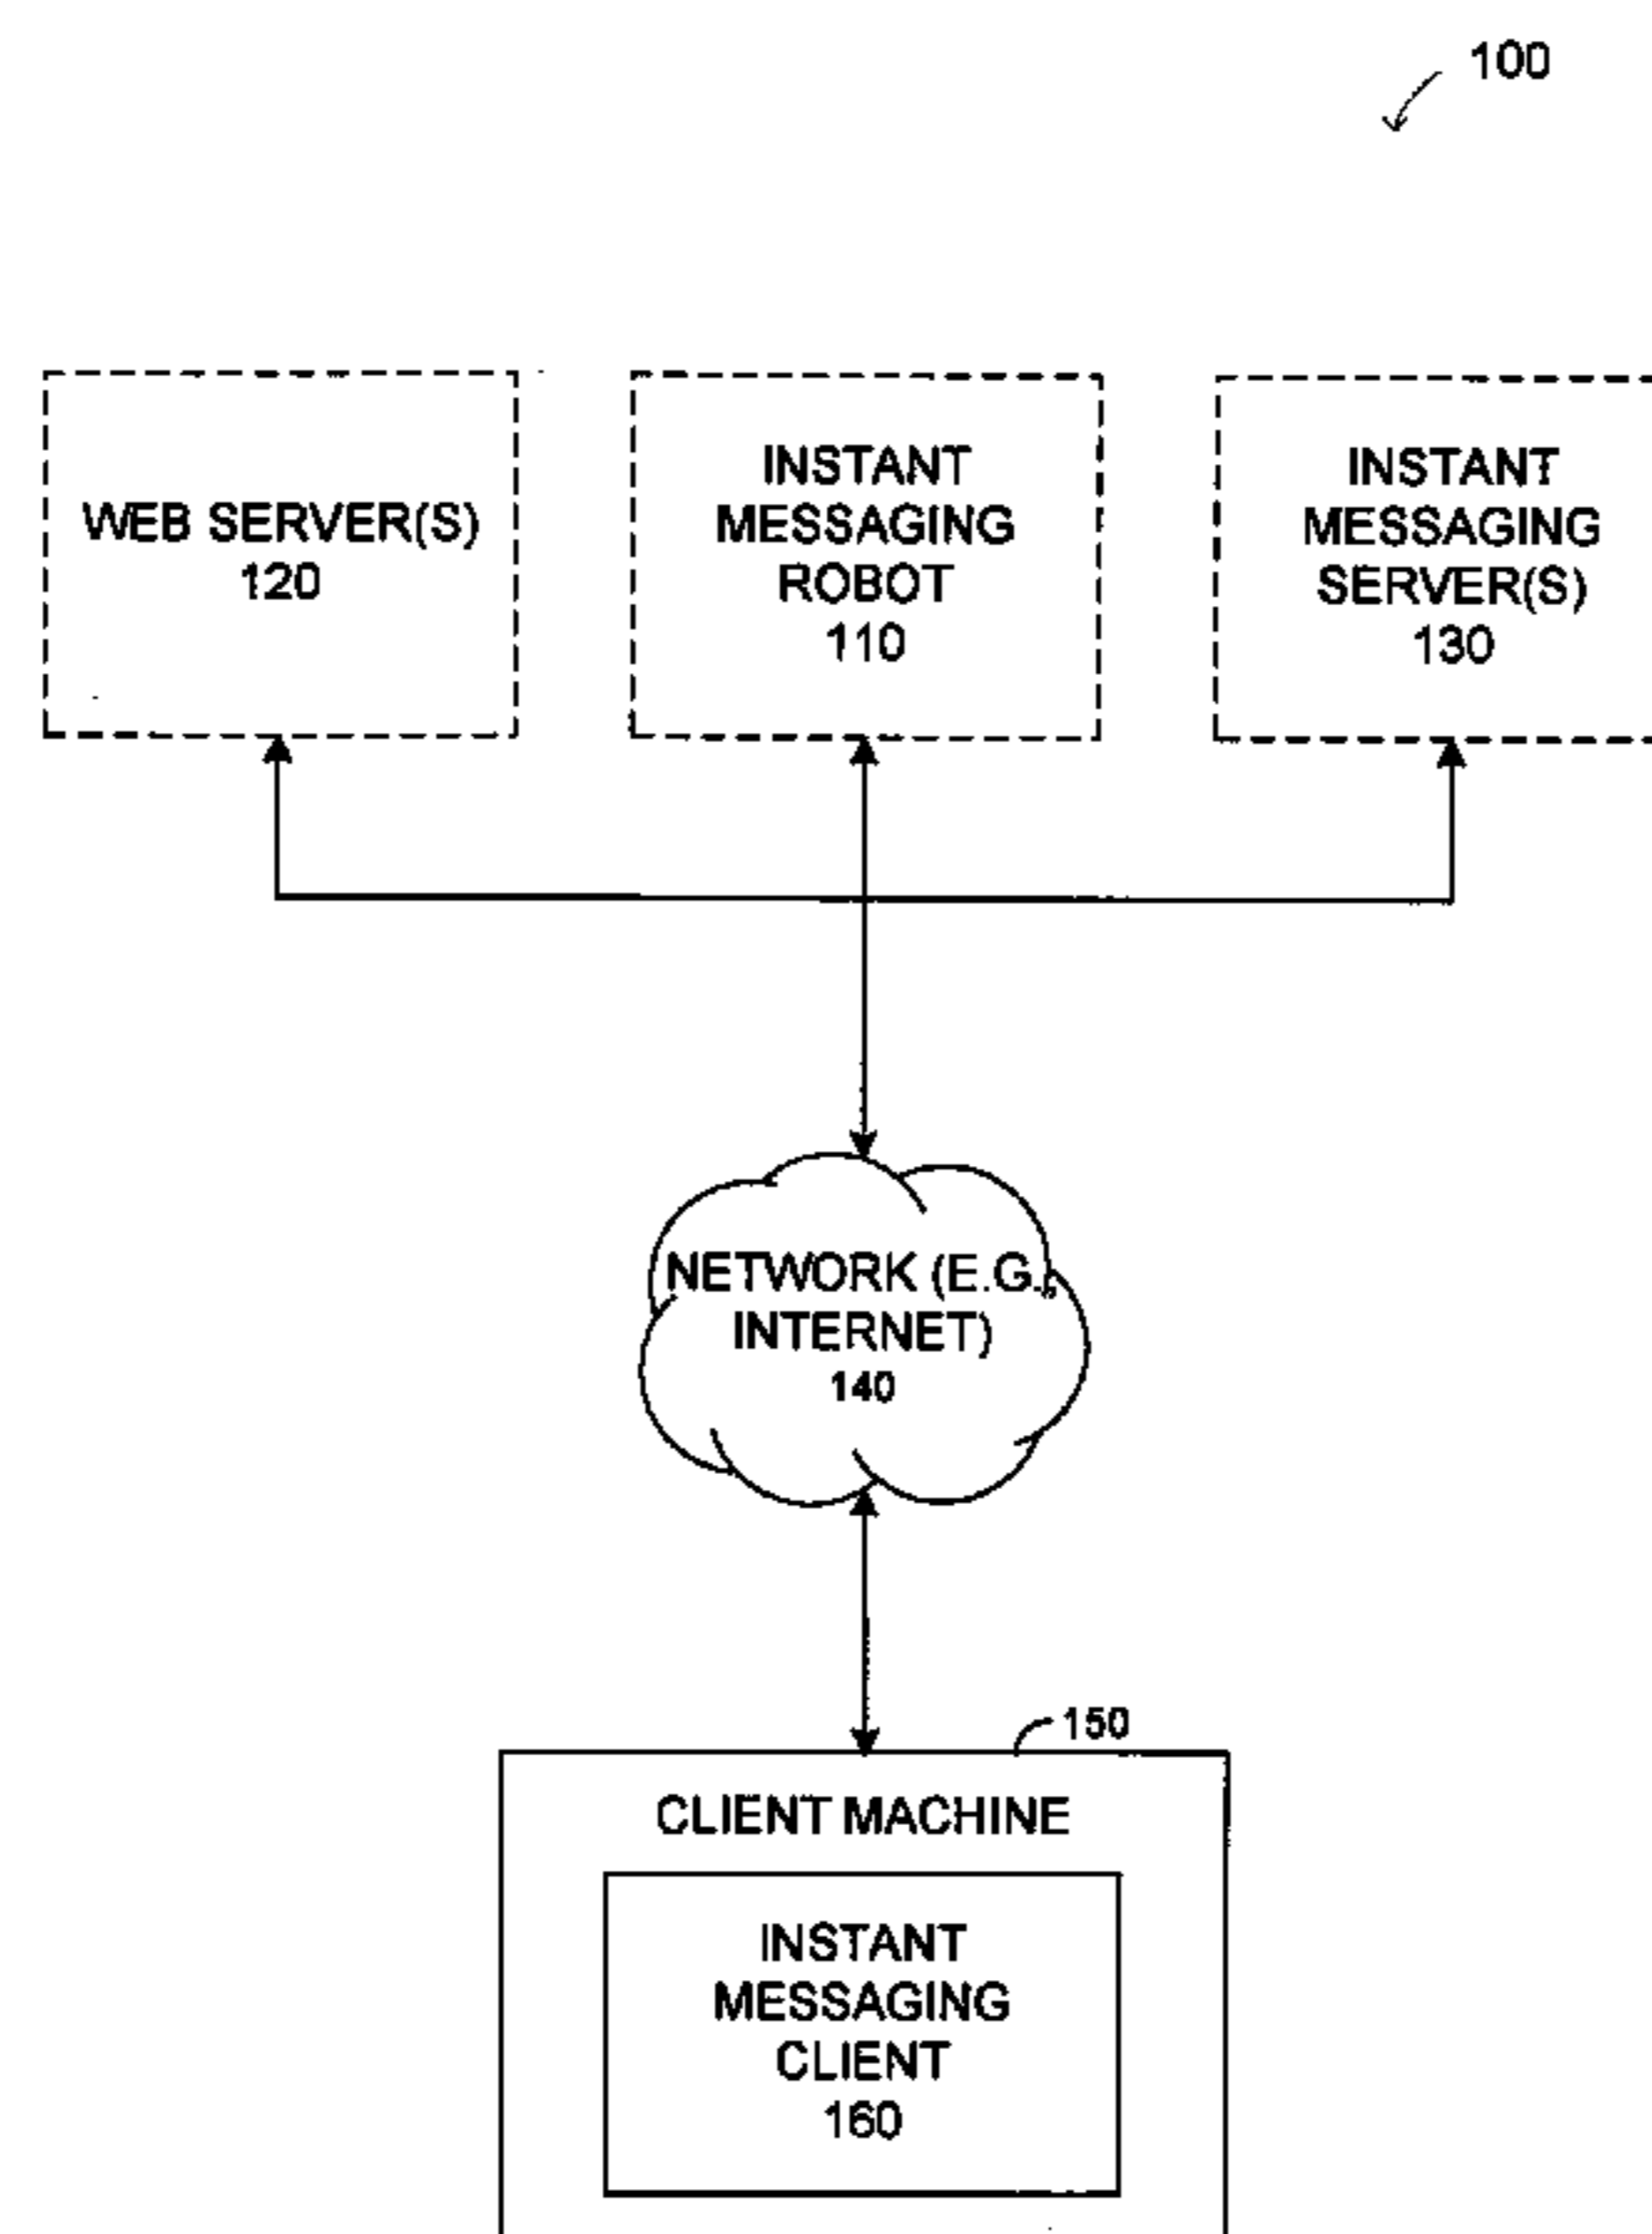 100
WEB SERVER(S)
120
INSTANT
MESSAGING
ROBOT
110
INSTANT
MESSAGING
SERVER(S)
130
NETWORK (E.G.,
INTERNET)
140
150
CLIENT MACHINE
INSTANT
MESSAGING
CLIENT
160